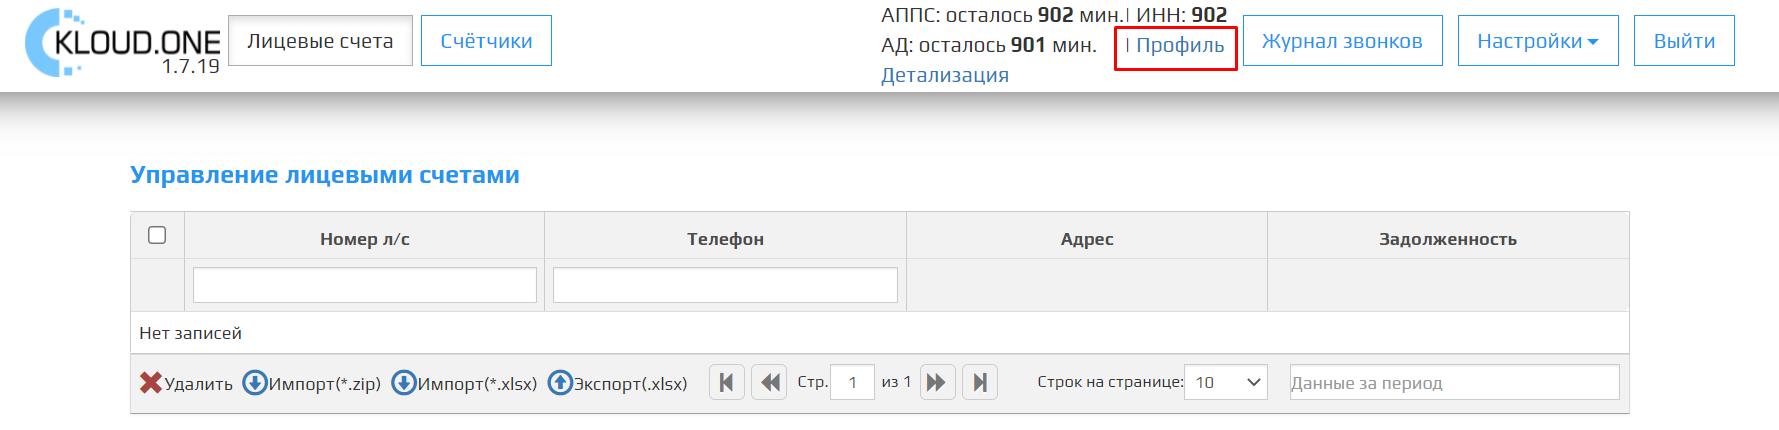 KLOUD.ONE
1.7.19
Лицевые счета
Счётчики
АППС: осталось 902 мин.| ИНН: 902
АД: осталось 901 мин. | Профиль
Детализация
Журнал звонков
Настройки
Выйти
Управление лицевыми счетами
Номер л/с Телефон Адрес Задолженность
Нет записей
Удалить Импорт(*.zip) Импорт(*.xlsx) Экспорт(.xlsx) Стр. 1 из 1 Строк на странице: 10 Данные за период